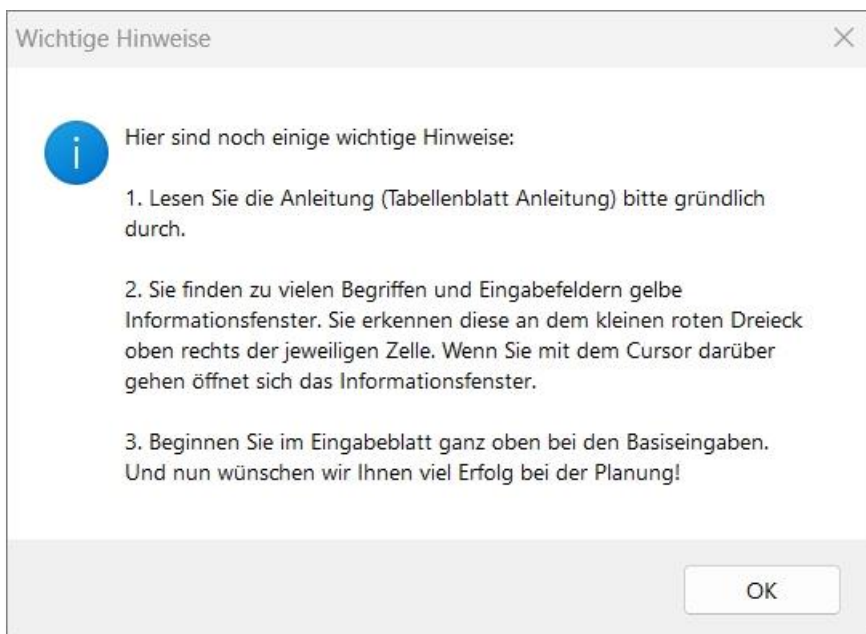 Wichtige Hinweise
Hier sind noch einige wichtige Hinweise:
1. Lesen Sie die Anleitung (Tabellenblatt Anleitung) bitte gründlich
durch.
2. Sie finden zu vielen Begriffen und Eingabefeldern gelbe
Informationsfenster. Sie erkennen diese an dem kleinen roten Dreieck
oben rechts der jeweiligen Zelle. Wenn Sie mit dem Cursor darüber
gehen öffnet sich das Informationsfenster.
3. Beginnen Sie im Eingabeblatt ganz oben bei den Basiseingaben.
Und nun wünschen wir Ihnen viel Erfolg bei der Planung!
OK